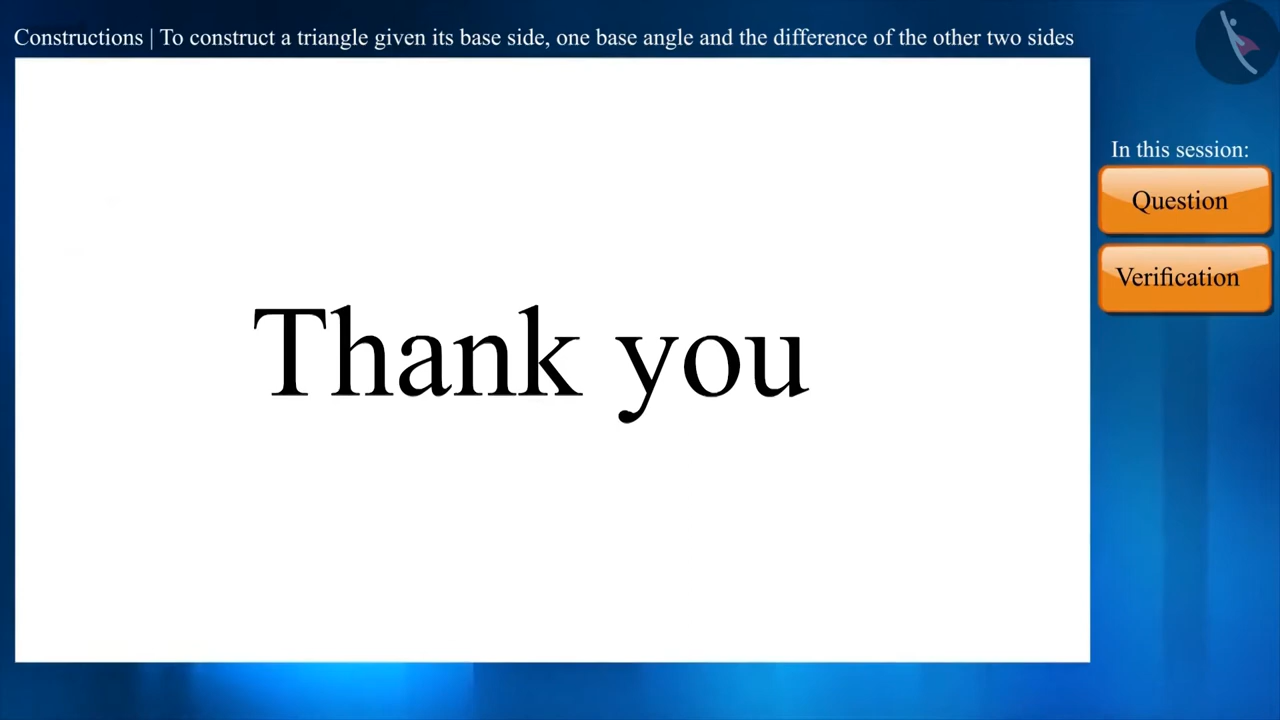 Constructions | To construct a triangle given its base side, one base angle and the difference of the other two sides
In this session:
Question
Verification
Thank you